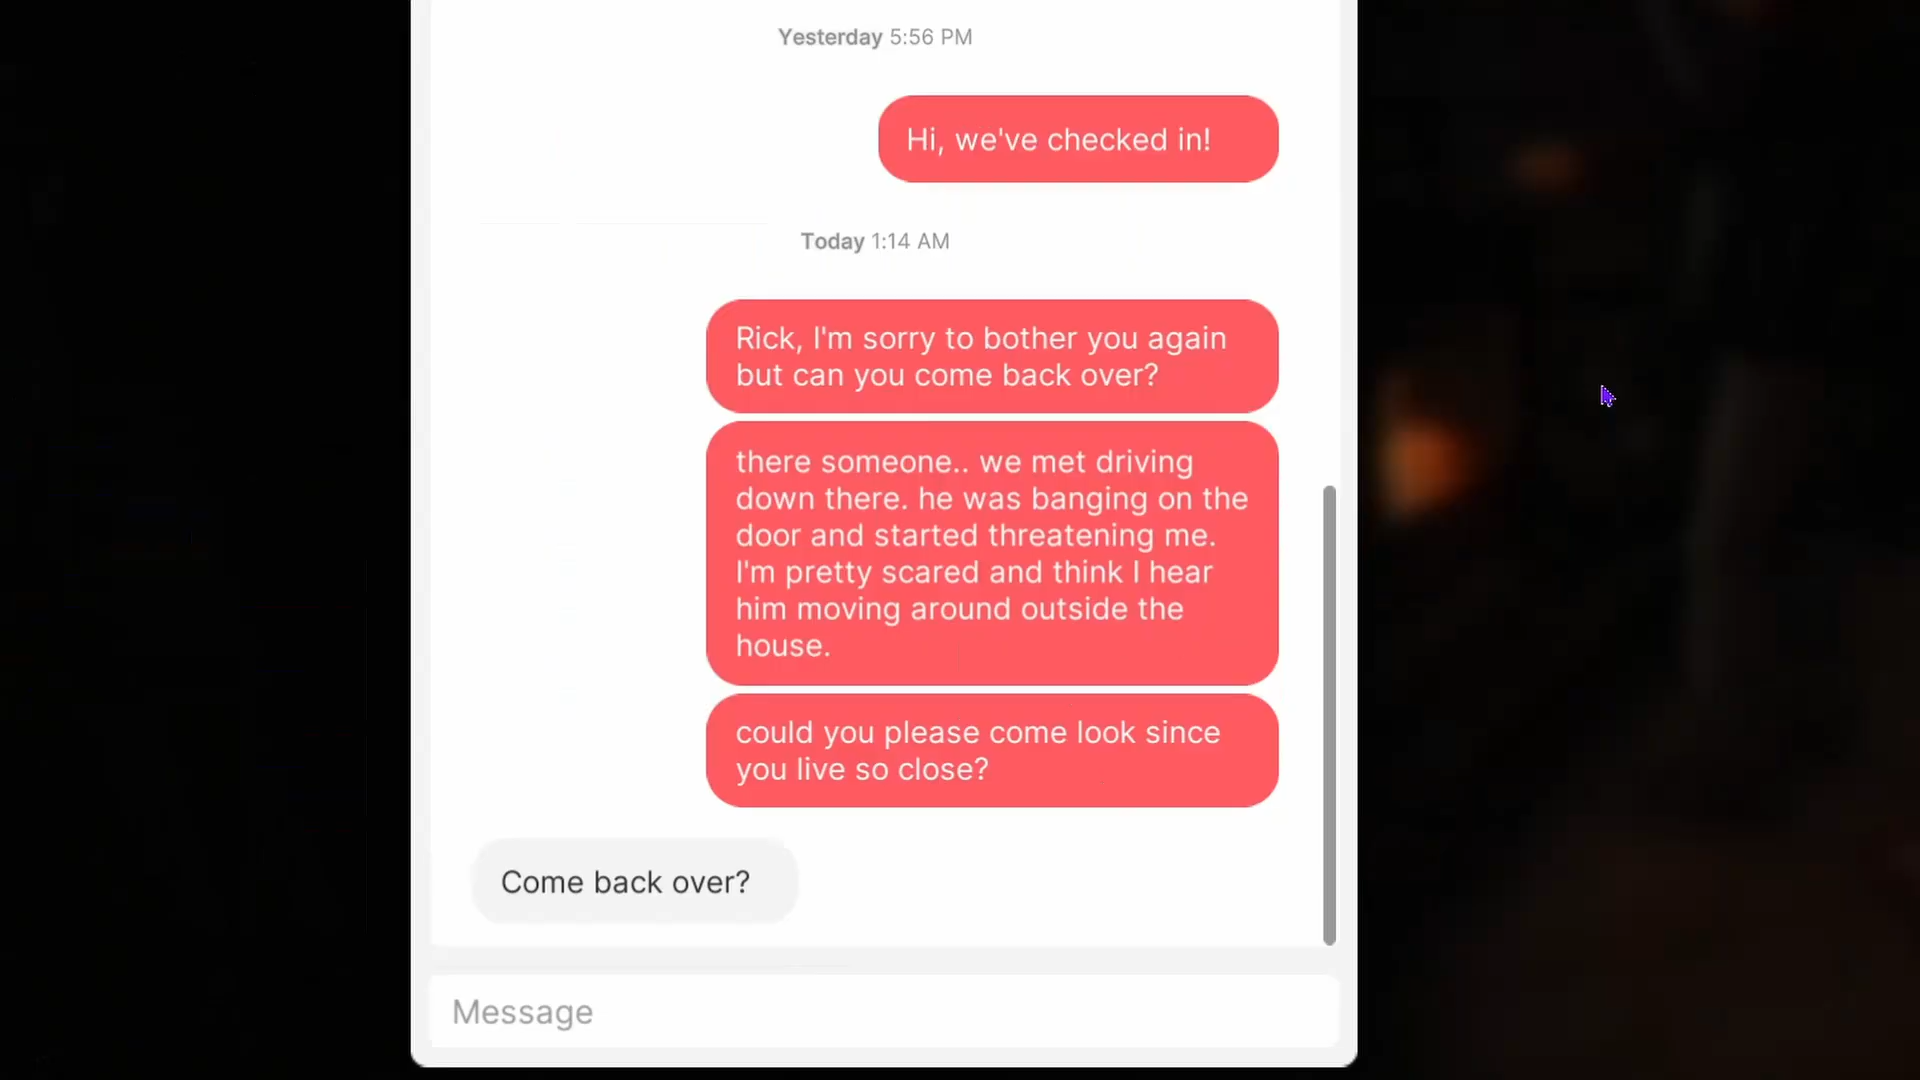 Yesterday 5:56 PM
Hi, we've checked in!
Today 1:14 AM
Rick, I'm sorry to bother you again
but can you come back over?
there someone.. we met driving
down there. he was banging on the
door and started threatening me.
I'm pretty scared and think I hear
him moving around outside the
house.
could you please come look since
you live so close?
Come back over?
Message